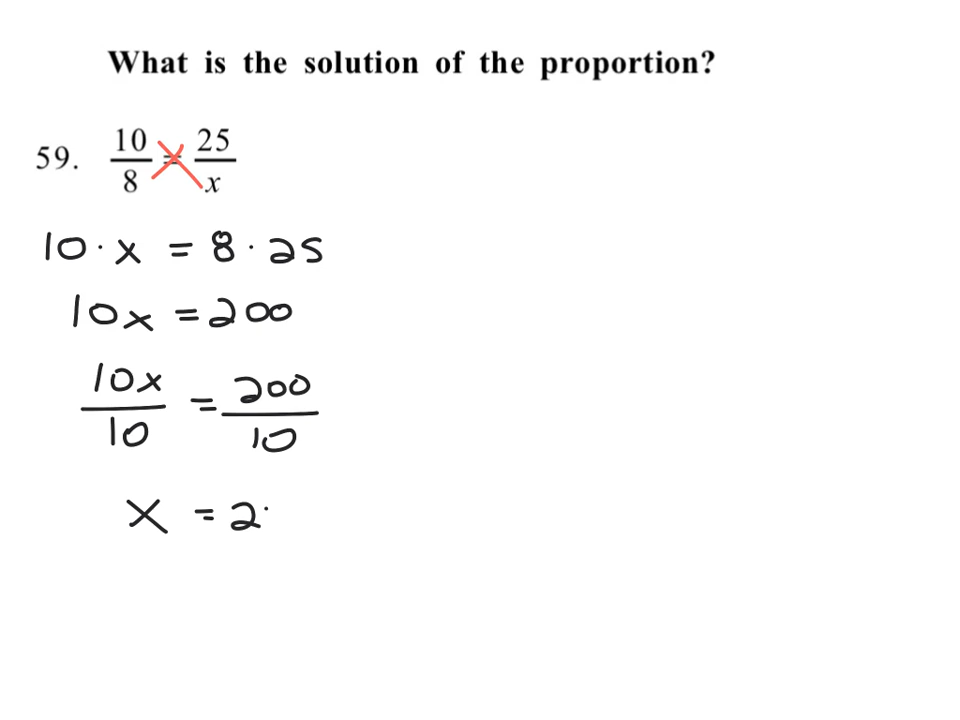 What is the solution of the proportion?
59. 10/8 = 25/x
10 · x = 8 · 25
10x = 200
10x/10 = 200/10
x = 2